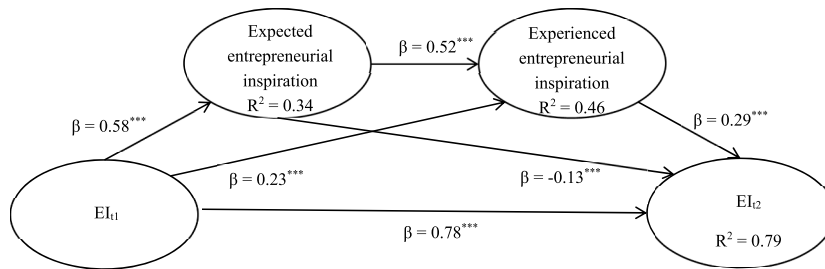 Expected
entrepreneurial
inspiration
R² = 0.34
β = 0.52***
Experienced
entrepreneurial
inspiration
R² = 0.46
β = 0.58***
β = 0.29***
β = 0.23***
β = -0.13***
EIₜ₁
EIₜ₂
R² = 0.79
β = 0.78***